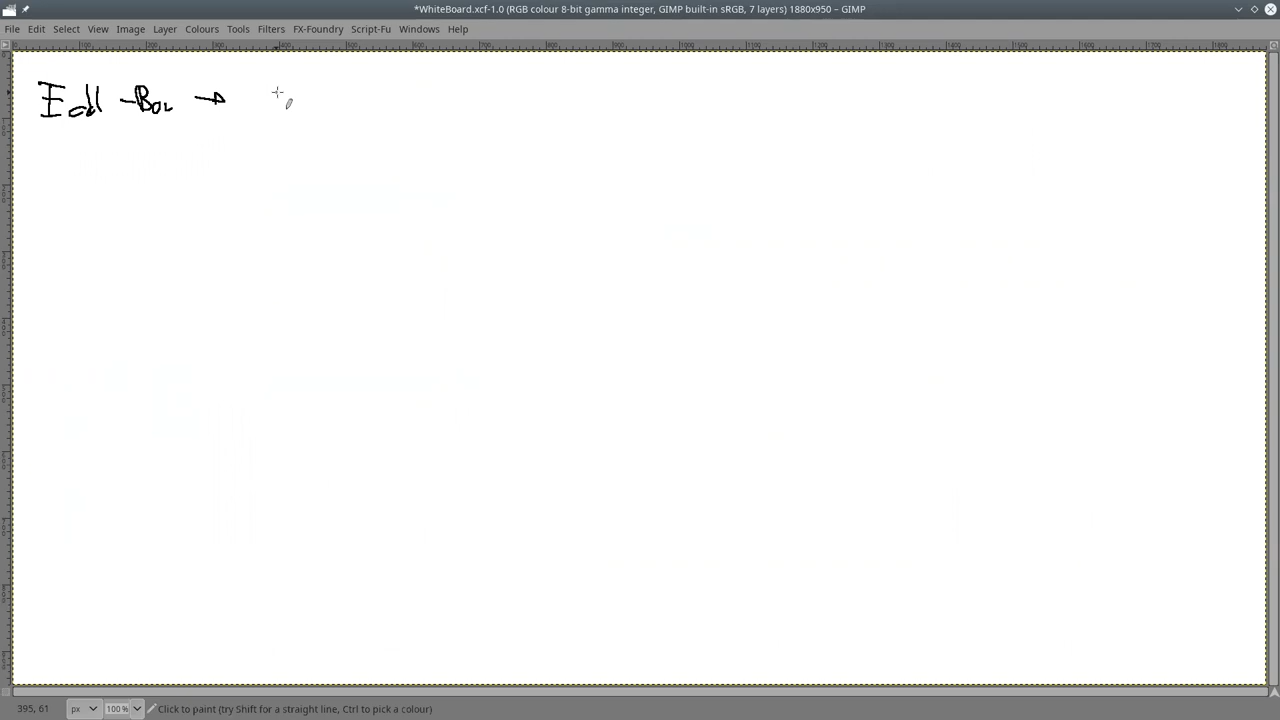 *WhiteBoard.xcf-1.0 (RGB colour 8-bit gamma integer, GIMP built-in sRGB, 7 layers) 1880x950 – GIMP
File Edit Select View Image Layer Colours Tools Filters FX-Foundry Script-Fu Windows Help
→
395, 61 px 100% Click to paint (try Shift for a straight line, Ctrl to pick a colour)